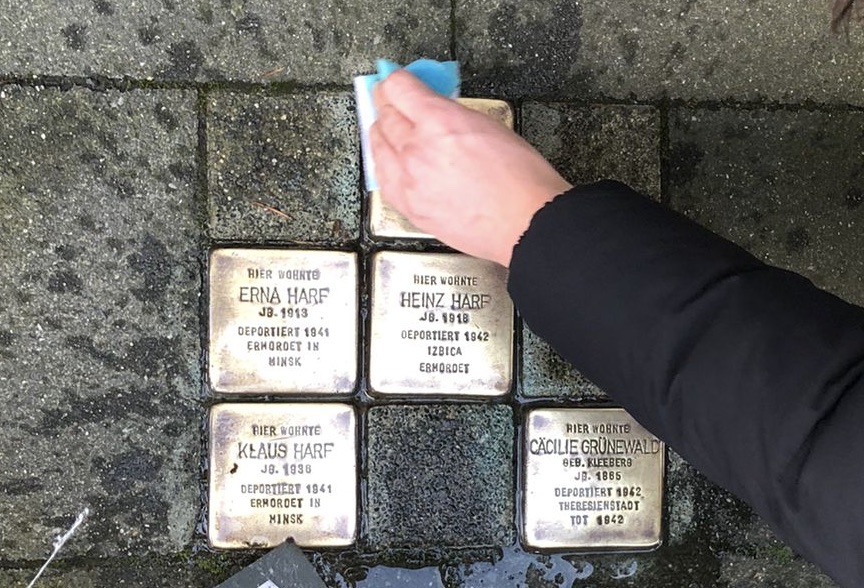 HIER WOHNTE
ERNA HARF
JG. 1913
DEPORTIERT 1941
ERMORDET IN
MINSK
HIER WOHNTE
HEINZ HARF
JG. 1918
DEPORTIERT 1942
IZBICA
ERMORDET
HIER WOHNTE
KLAUS HARF
JG. 1938
DEPORTIERT 1941
ERMORDET IN
MINSK
HIER WOHNTE
CÄCILIE GRÜNEWALD
GEB. KLEEBERG
JG. 1865
DEPORTIERT 1942
THERESIENSTADT
TOT 1942